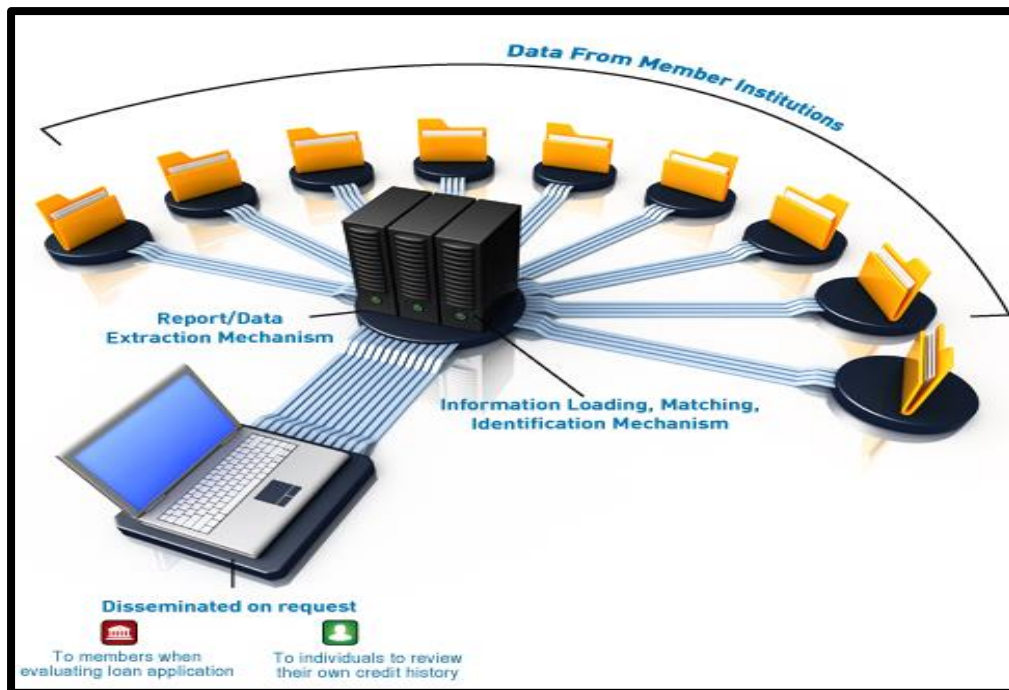 Data From Member Institutions
Report/Data
Extraction Mechanism
Information Loading, Matching,
Identification Mechanism
Disseminated on request
To members when
evaluating loan application
To individuals to review
their own credit history